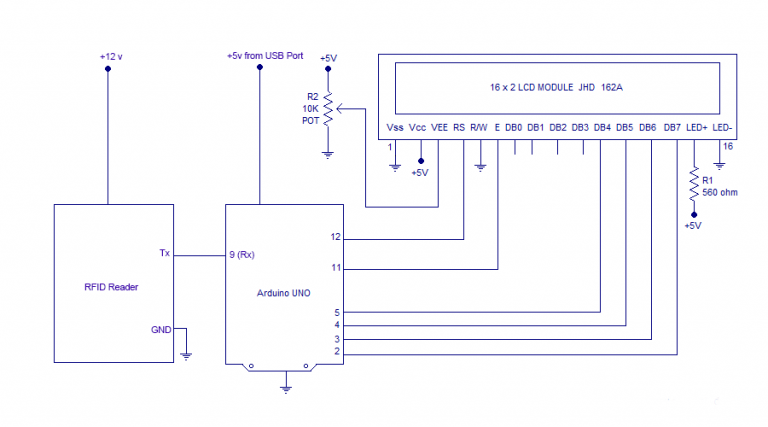 +12 v
+5v from USB Port
+5V
R2
10K
POT
16 x 2 LCD MODULE JHD 162A
Vss Vcc VEE RS R/W E DB0 DB1 DB2 DB3 DB4 DB5 DB6 DB7 LED+ LED-
1
16
+5V
R1
560 ohm
+5V
Tx
9 (Rx)
12
11
RFID Reader
Arduino UNO
5
4
3
2
GND